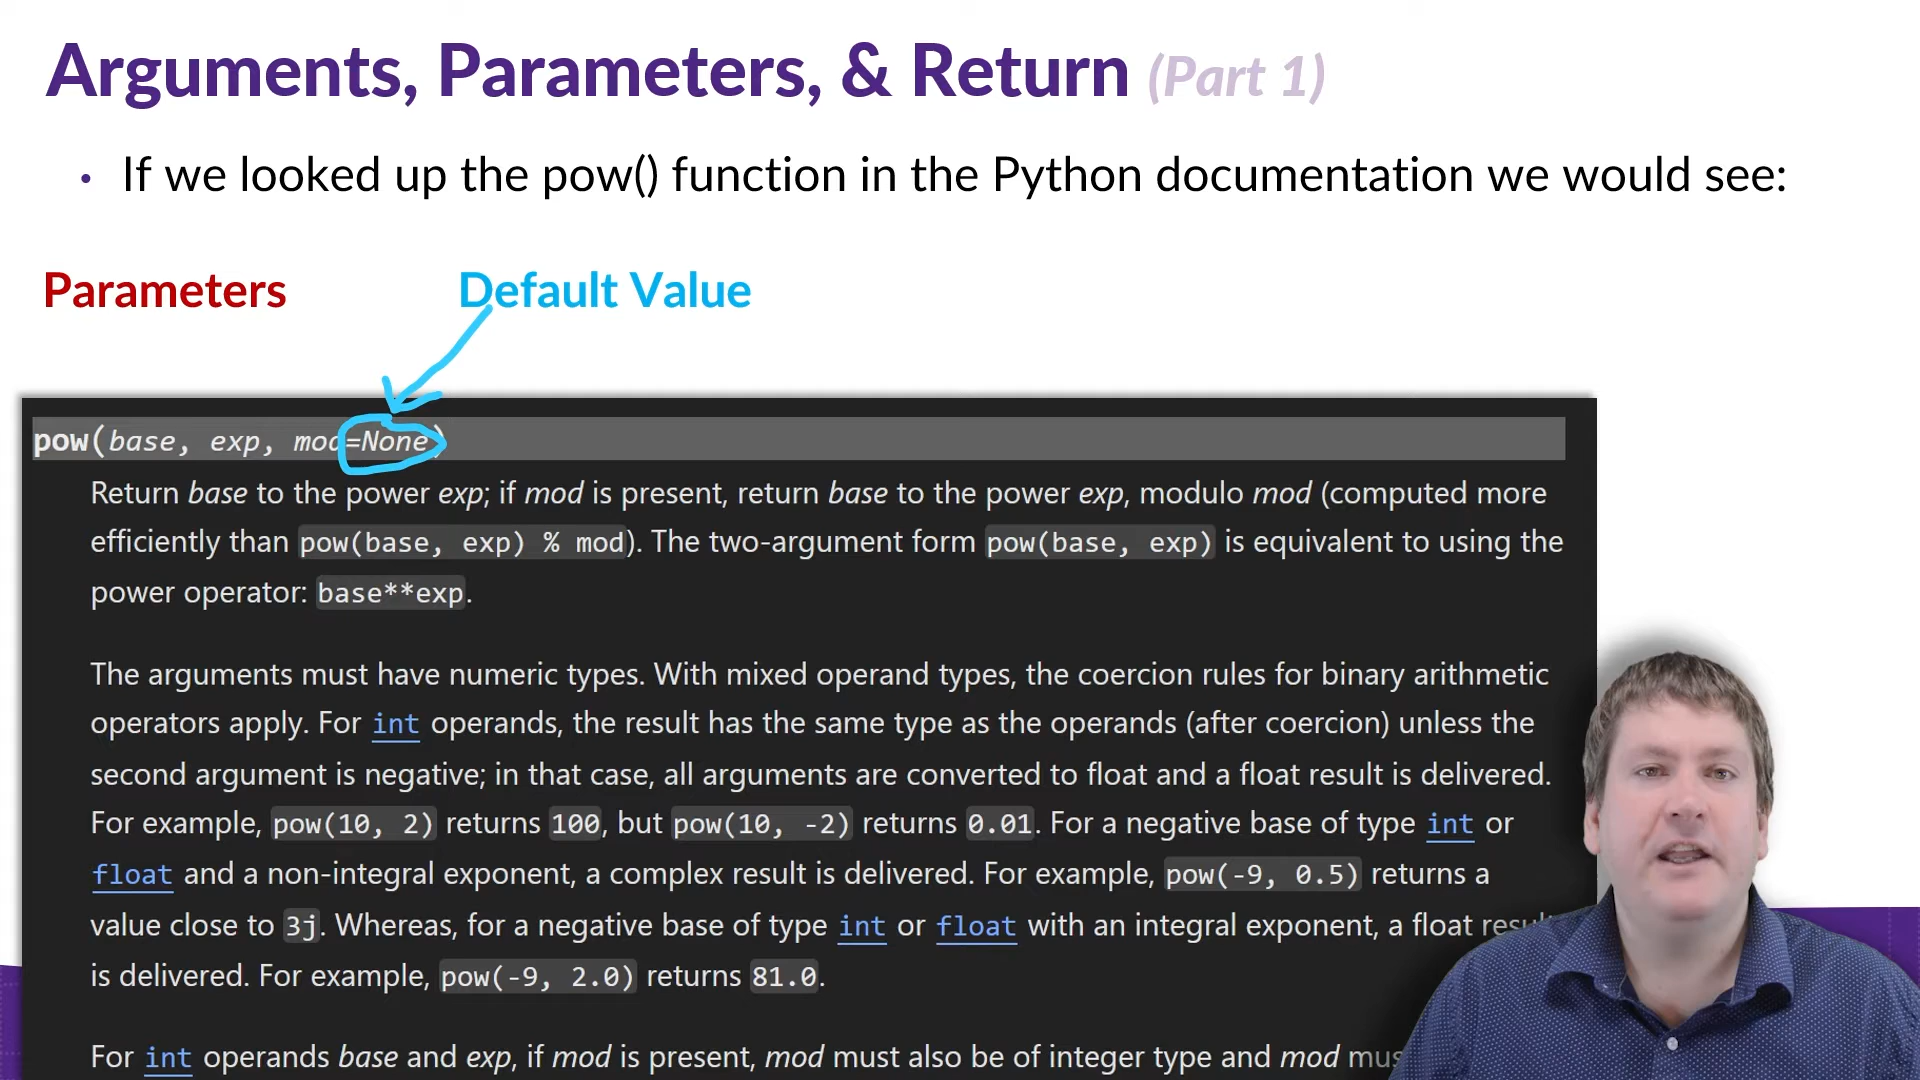 Arguments, Parameters, & Return (Part 1)
• If we looked up the pow() function in the Python documentation we would see:
Parameters Default Value
pow(base, exp, mod=None)
Return base to the power exp; if mod is present, return base to the power exp, modulo mod (computed more
efficiently than pow(base, exp) % mod). The two-argument form pow(base, exp) is equivalent to using the
power operator: base**exp.
The arguments must have numeric types. With mixed operand types, the coercion rules for binary arithmetic
operators apply. For int operands, the result has the same type as the operands (after coercion) unless the
second argument is negative; in that case, all arguments are converted to float and a float result is delivered.
For example, pow(10, 2) returns 100, but pow(10, -2) returns 0.01. For a negative base of type int or
float and a non-integral exponent, a complex result is delivered. For example, pow(-9, 0.5) returns a
value close to 3j. Whereas, for a negative base of type int or float with an integral exponent, a float result
is delivered. For example, pow(-9, 2.0) returns 81.0.
For int operands base and exp, if mod is present, mod must also be of integer type and mod